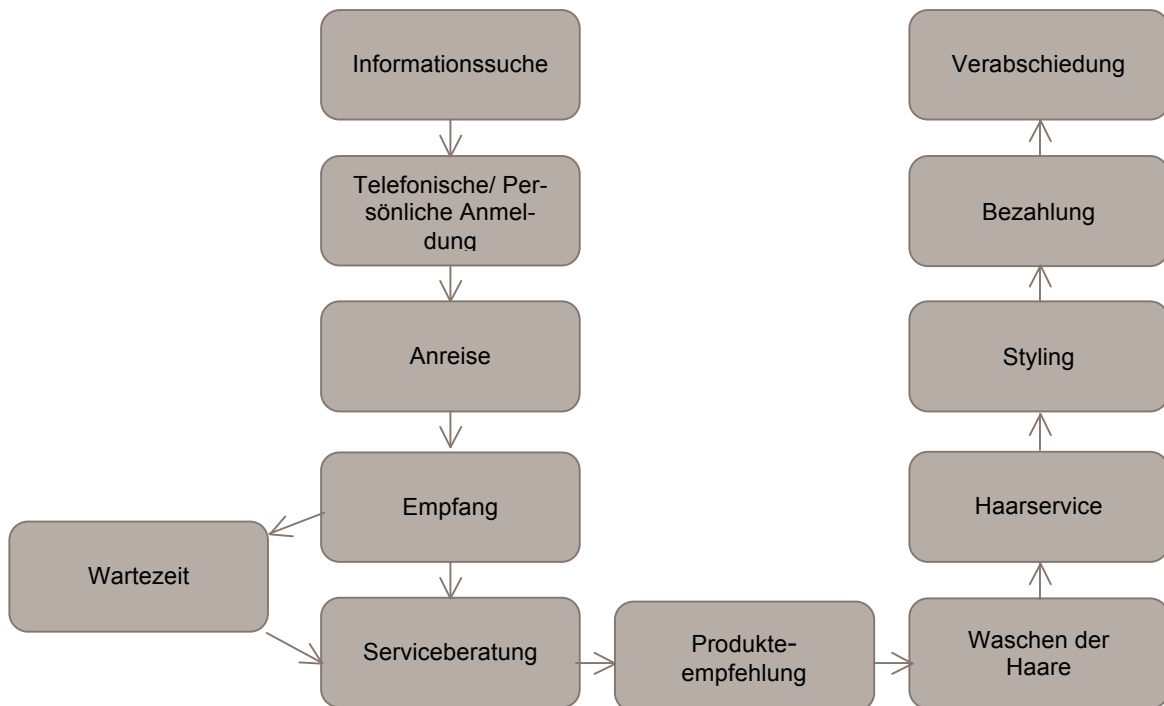 Informationssuche
Telefonische/ Per-
sönliche Anmel-
dung
Anreise
Empfang
Wartezeit
Serviceberatung
Produkte-
empfehlung
Waschen der
Haare
Haarservice
Styling
Bezahlung
Verabschiedung